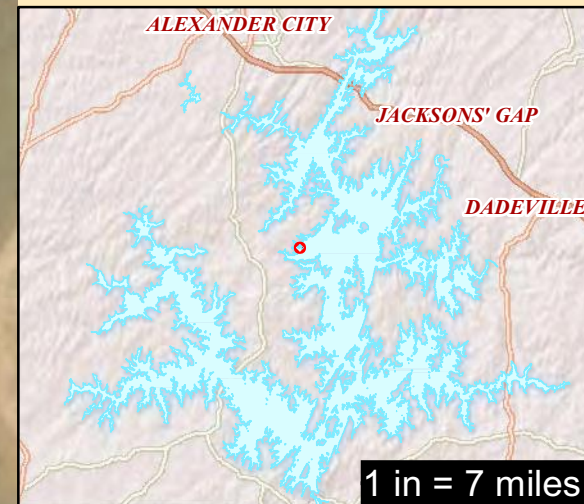 ALEXANDER CITY
JACKSONS' GAP
DADEVILLE
1 in = 7 miles